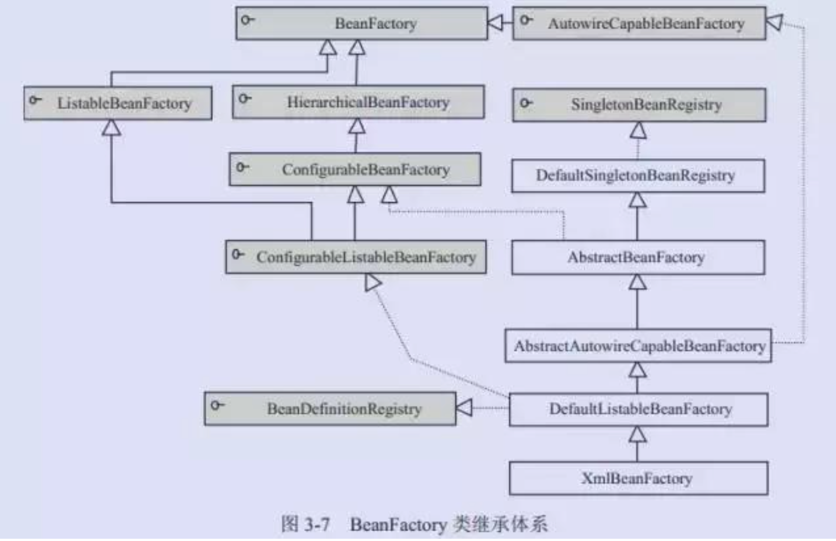 BeanFactory
AutowireCapableBeanFactory
ListableBeanFactory
HierarchicalBeanFactory
SingletonBeanRegistry
ConfigurableBeanFactory
DefaultSingletonBeanRegistry
ConfigurableListableBeanFactory
AbstractBeanFactory
AbstractAutowireCapableBeanFactory
BeanDefinitionRegistry
DefaultListableBeanFactory
XmlBeanFactory
图 3-7 BeanFactory 类继承体系